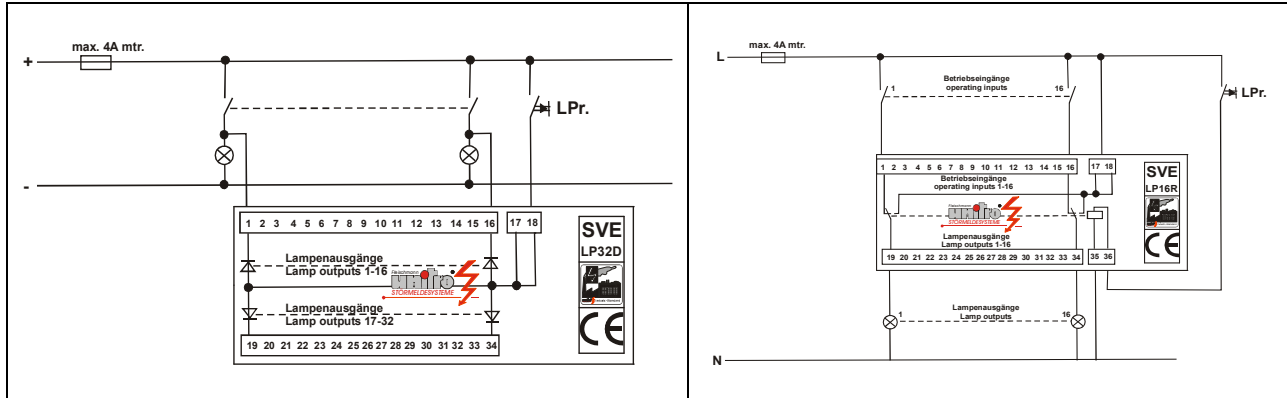 max. 4A mtr.
+
LPr.
-
1 2 3 4 5 6 7 8 9 10 11 12 13 14 15 16 17 18
SVE
LP32D
Lampenausgänge
Lamp outputs 1-16
Fleischmann
unitro
STÖRMELDESYSTEME
Lampenausgänge
Lamp outputs 17-32
CE
19 20 21 22 23 24 25 26 27 28 29 30 31 32 33 34
max. 4A mtr.
L
Betriebseingänge
operating inputs
1 16
LPr.
1 2 3 4 5 6 7 8 9 10 11 12 13 14 15 16 17 18
SVE
LP16R
Betriebseingänge
operating inputs 1-16
Fleischmann
unitro
STÖRMELDESYSTEME
Lampenausgänge
Lamp outputs 1-16
CE
19 20 21 22 23 24 25 26 27 28 29 30 31 32 33 34 35 36
Lampenausgänge
Lamp outputs
1 16
N